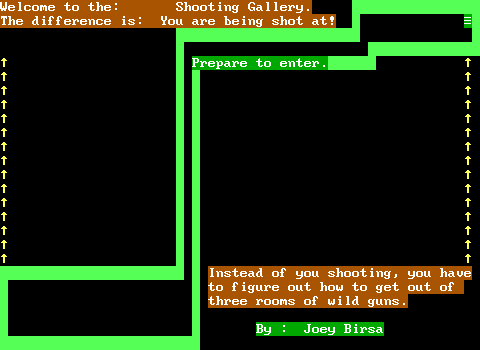 Welcome to the:       Shooting Gallery.
The difference is:  You are being shot at!
Prepare to enter.
Instead of you shooting, you have
to figure out how to get out of
three rooms of wild guns.
By :  Joey Birsa